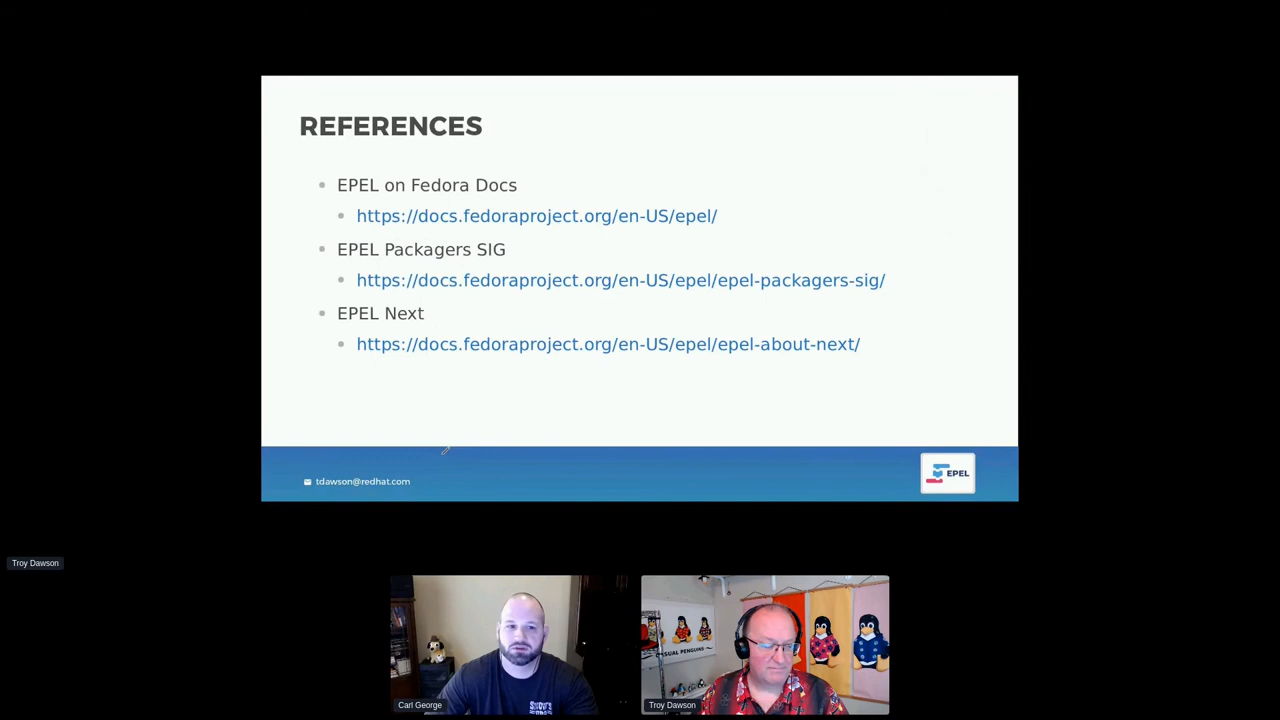 REFERENCES
EPEL on Fedora Docs
https://docs.fedoraproject.org/en-US/epel/
EPEL Packagers SIG
https://docs.fedoraproject.org/en-US/epel/epel-packagers-sig/
EPEL Next
https://docs.fedoraproject.org/en-US/epel/epel-about-next/
tdawson@redhat.com
EPEL
Troy Dawson
Carl George
Troy Dawson